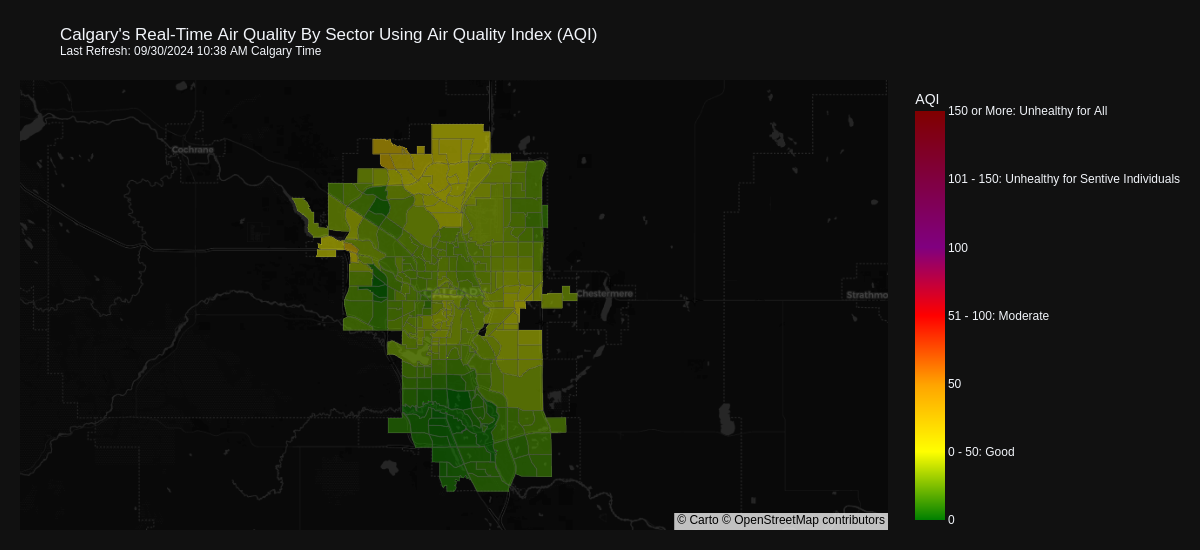 Calgary's Real-Time Air Quality By Sector Using Air Quality Index (AQI)
Last Refresh: 09/30/2024 10:38 AM Calgary Time
AQI
150 or More: Unhealthy for All
Cochrane
101 - 150: Unhealthy for Sentive Individuals
100
CALGARY
Chestermere
Strathmo
51 - 100: Moderate
50
0 - 50: Good
0
© Carto © OpenStreetMap contributors